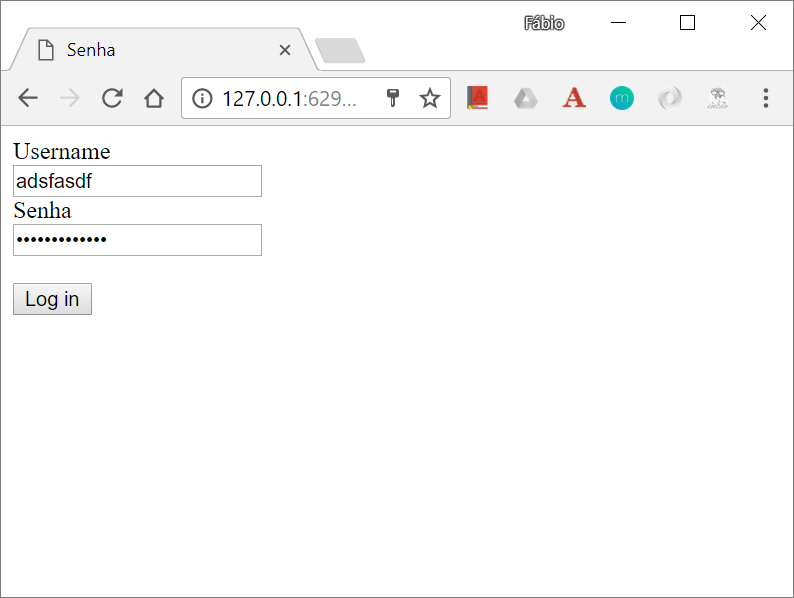 Fábio
Senha
127.0.0.1:629...
Username
adsfasdf
Senha
•••••••••••••
Log in